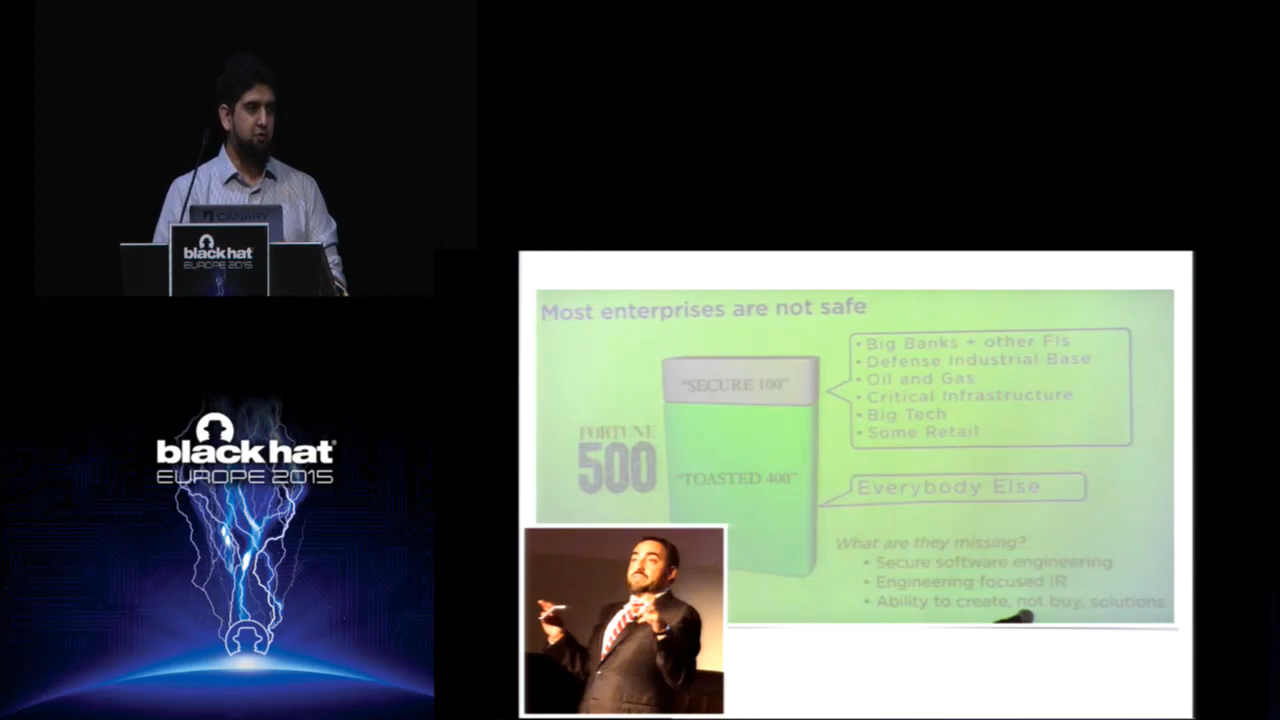 CANARY
black hat
EUROPE 2015
black hat
EUROPE 2015
Most enterprises are not safe
"SECURE 100"
• Big Banks + other FIs
• Defense Industrial Base
• Oil and Gas
• Critical Infrastructure
• Big Tech
• Some Retail
FORTUNE
500
"TOASTED 400"
Everybody Else
What are they missing?
• Secure software engineering
• Engineering focused IR
• Ability to create, not buy, solutions